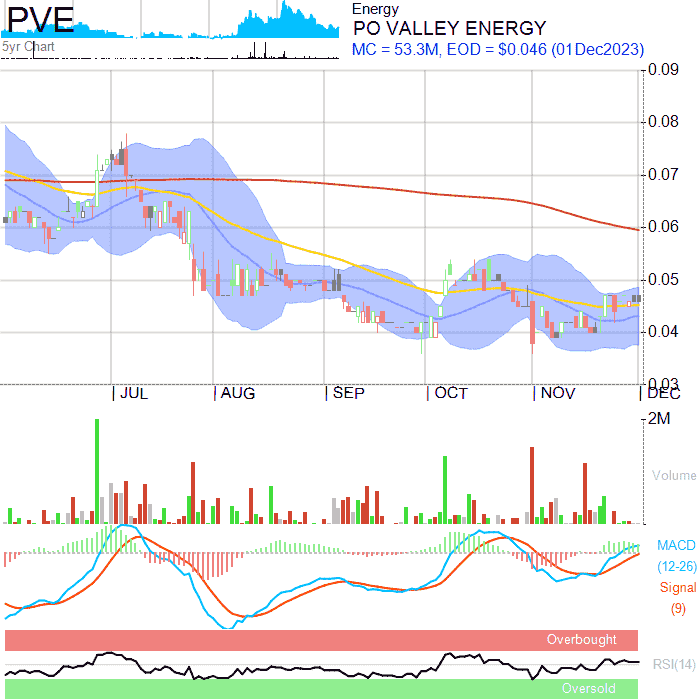 PVE
Energy
PO VALLEY ENERGY
5yr Chart
MC = 53.3M, EOD = $0.046 (01Dec2023)
0.09
0.08
0.07
0.06
0.05
0.04
0.03
JUL AUG SEP OCT NOV DEC
2M
Volume
MACD
(12-26)
Signal
(9)
Overbought
RSI(14)
Oversold